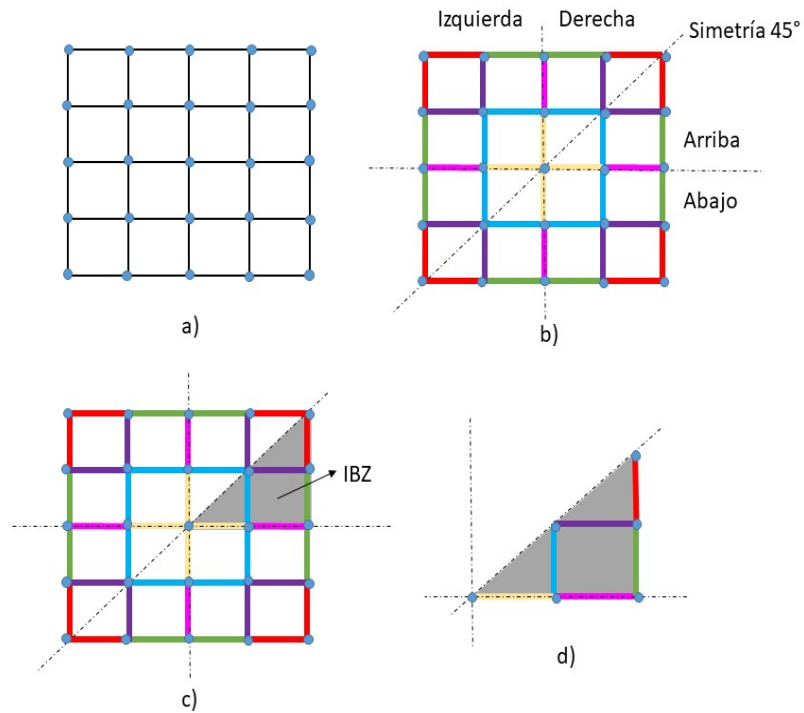 Izquierda Derecha
Simetría 45°
Arriba
Abajo
a)
b)
IBZ
c)
d)